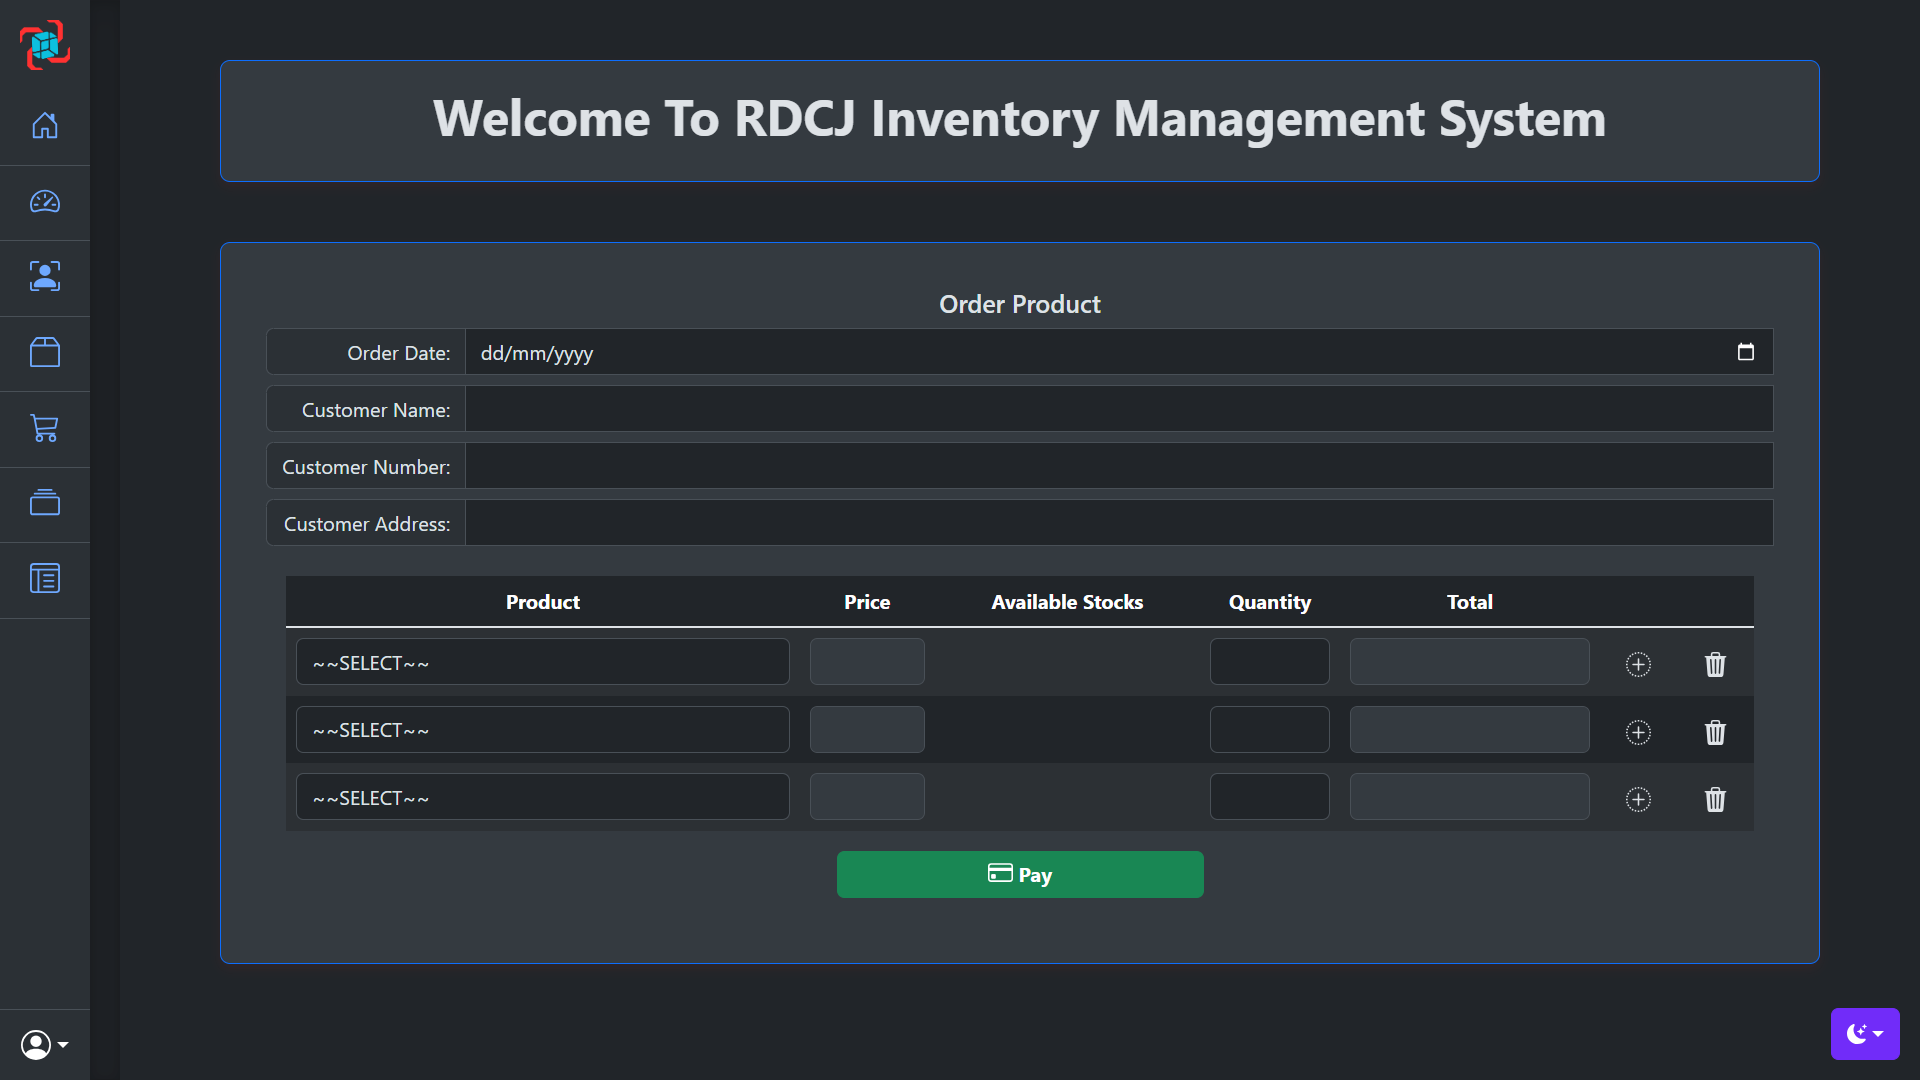 Welcome To RDCJ Inventory Management System
Order Product
Order Date: dd/mm/yyyy
Customer Name:
Customer Number:
Customer Address:
Product Price Available Stocks Quantity Total
~~SELECT~~
~~SELECT~~
~~SELECT~~
Pay